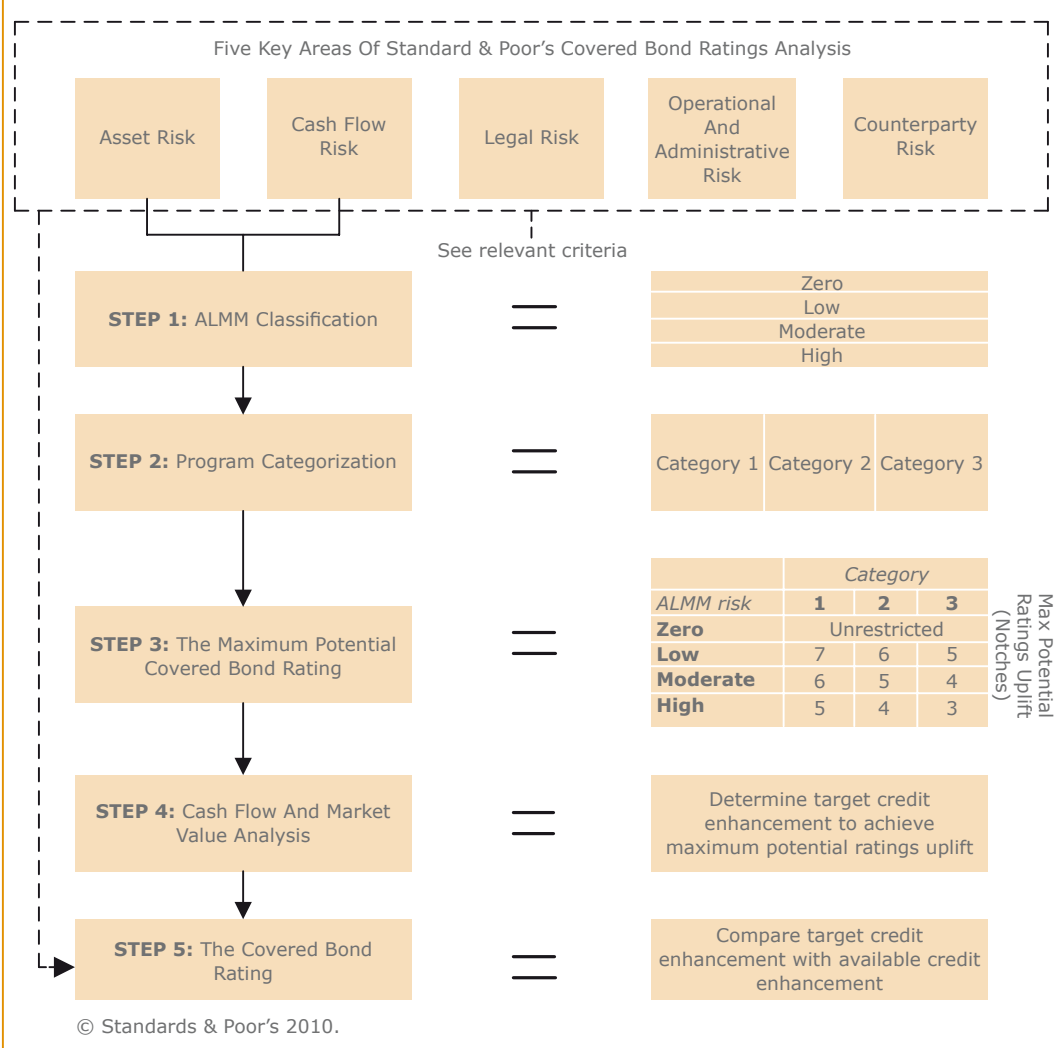 Five Key Areas Of Standard & Poor's Covered Bond Ratings Analysis
Asset Risk
Cash Flow
Risk
Legal Risk
Operational
And
Administrative
Risk
Counterparty
Risk
See relevant criteria
STEP 1: ALMM Classification
Zero
Low
Moderate
High
STEP 2: Program Categorization
Category 1 Category 2 Category 3
STEP 3: The Maximum Potential
Covered Bond Rating
Category
ALMM risk 1 2 3
Zero Unrestricted
Low 7 6 5
Moderate 6 5 4
High 5 4 3
Max Potential
Ratings Uplift
(Notches)
STEP 4: Cash Flow And Market
Value Analysis
Determine target credit
enhancement to achieve
maximum potential ratings uplift
STEP 5: The Covered Bond
Rating
Compare target credit
enhancement with available credit
enhancement
© Standards & Poor's 2010.